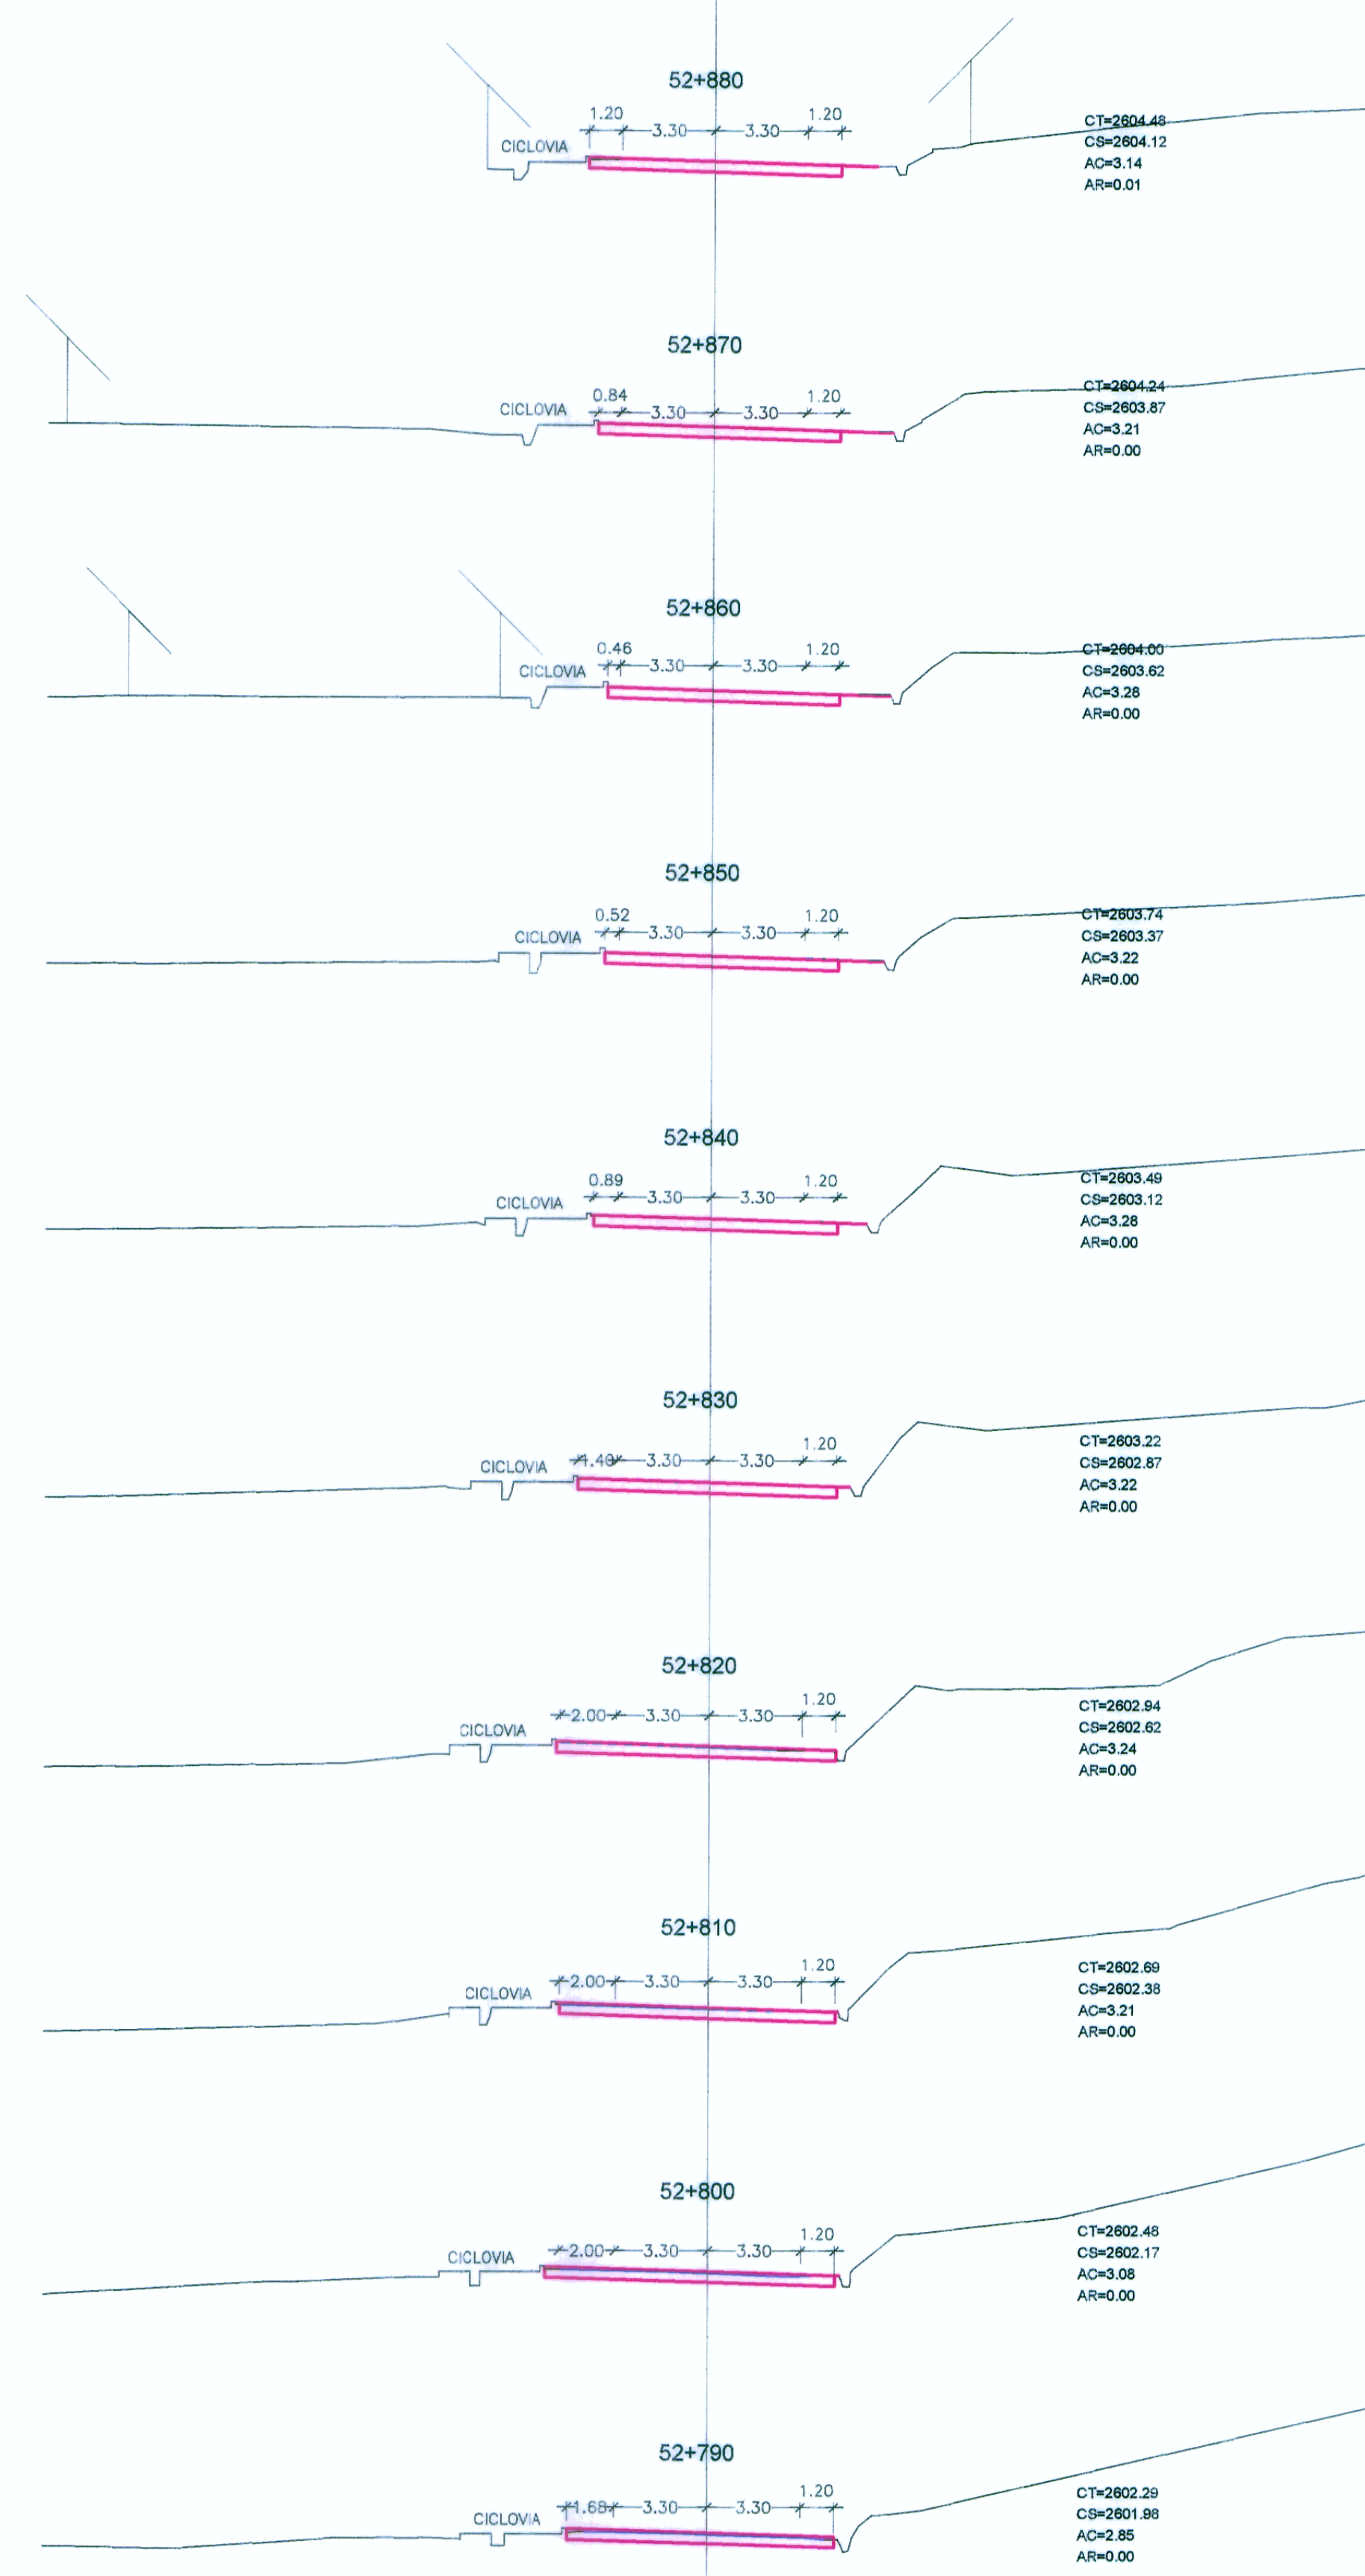 52+880
1.20 1.20
3.30 3.30
CICLOVIA
CT=2604.48
CS=2604.12
AC=3.14
AR=0.01
52+870
0.84 1.20
3.30 3.30
CICLOVIA
CT=2604.24
CS=2603.87
AC=3.21
AR=0.00
52+860
0.46 1.20
3.30 3.30
CICLOVIA
CT=2604.00
CS=2603.62
AC=3.28
AR=0.00
52+850
0.52 1.20
3.30 3.30
CICLOVIA
CT=2603.74
CS=2603.37
AC=3.22
AR=0.00
52+840
0.89 1.20
3.30 3.30
CICLOVIA
CT=2603.49
CS=2603.12
AC=3.28
AR=0.00
52+830
1.20
1.40 3.30 3.30
CICLOVIA
CT=2603.22
CS=2602.87
AC=3.22
AR=0.00
52+820
1.20
2.00 3.30 3.30
CICLOVIA
CT=2602.94
CS=2602.62
AC=3.24
AR=0.00
52+810
1.20
2.00 3.30 3.30
CICLOVIA
CT=2602.69
CS=2602.38
AC=3.21
AR=0.00
52+800
1.20
2.00 3.30 3.30
CICLOVIA
CT=2602.48
CS=2602.17
AC=3.08
AR=0.00
52+790
1.20
1.68 3.30 3.30
CICLOVIA
CT=2602.29
CS=2601.98
AC=2.85
AR=0.00